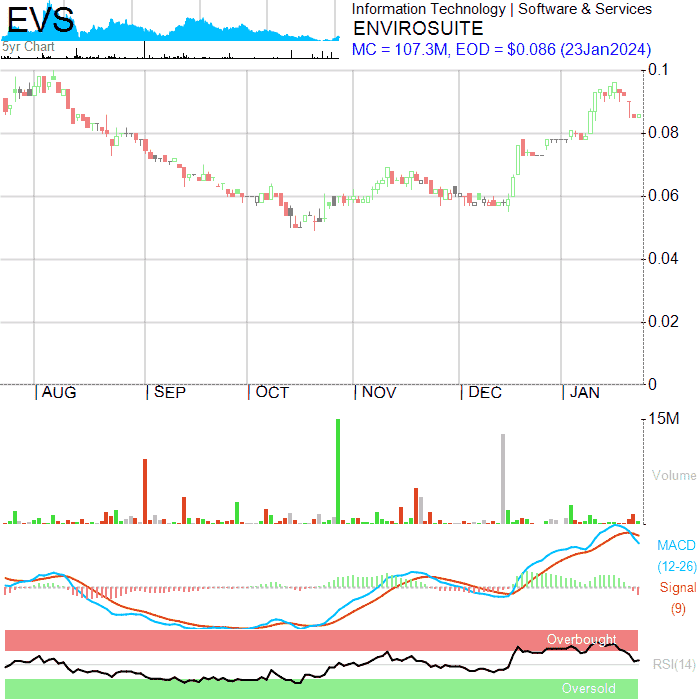 EVS
5yr Chart
Information Technology | Software & Services
ENVIROSUITE
MC = 107.3M, EOD = $0.086 (23Jan2024)
0.1
0.08
0.06
0.04
0.02
0
AUG SEP OCT NOV DEC JAN
15M
Volume
MACD
(12-26)
Signal
(9)
Overbought
RSI(14)
Oversold